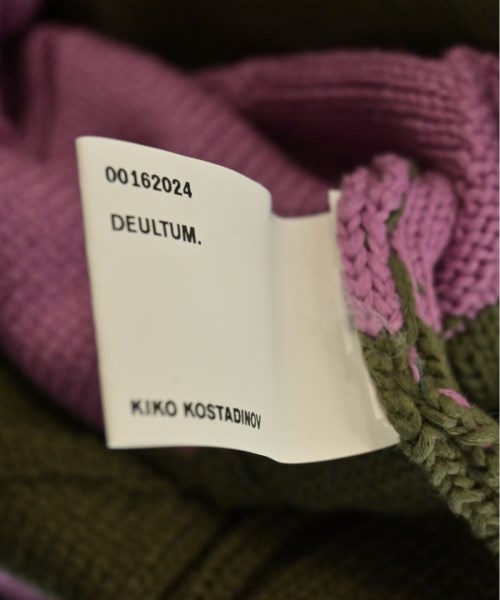 00162024
DEULTUM.
KIKO KOSTADINOV